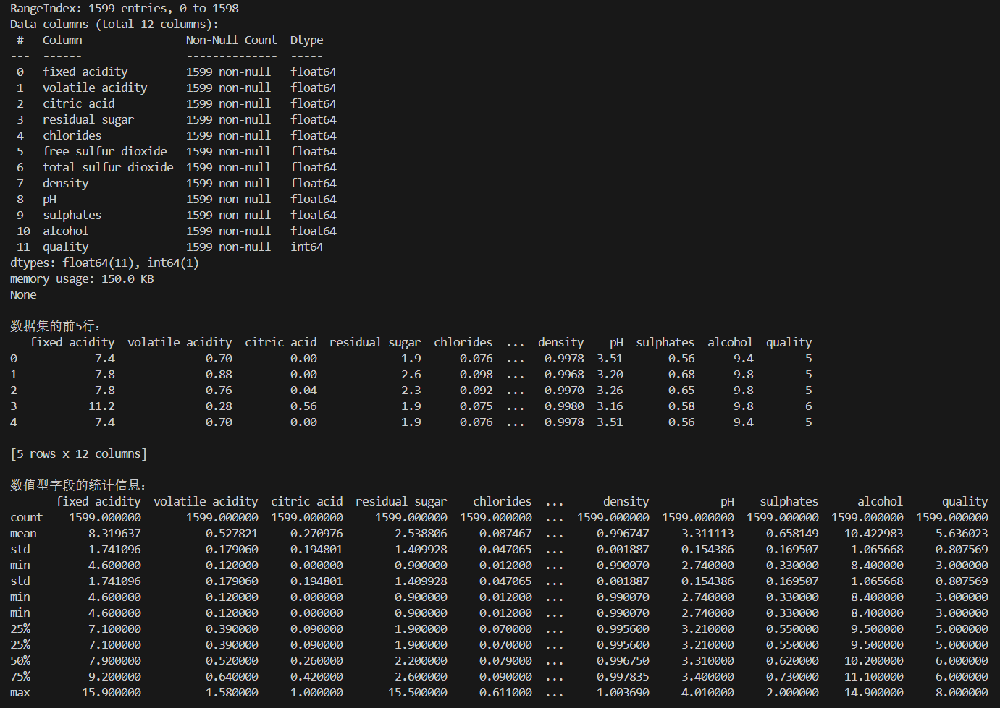 RangeIndex: 1599 entries, 0 to 1598
Data columns (total 12 columns):
 #   Column                Non-Null Count  Dtype
---  ------                --------------  -----
 0   fixed acidity         1599 non-null   float64
 1   volatile acidity      1599 non-null   float64
 2   citric acid           1599 non-null   float64
 3   residual sugar        1599 non-null   float64
 4   chlorides             1599 non-null   float64
 5   free sulfur dioxide   1599 non-null   float64
 6   total sulfur dioxide  1599 non-null   float64
 7   density               1599 non-null   float64
 8   pH                    1599 non-null   float64
 9   sulphates             1599 non-null   float64
 10  alcohol               1599 non-null   float64
 11  quality               1599 non-null   int64
dtypes: float64(11), int64(1)
memory usage: 150.0 KB
None
数据集的前5行:
   fixed acidity  volatile acidity  citric acid  residual sugar  chlorides  ...  density    pH  sulphates  alcohol  quality
0            7.4              0.70         0.00             1.9      0.076  ...   0.9978  3.51       0.56      9.4        5
1            7.8              0.88         0.00             2.6      0.098  ...   0.9968  3.20       0.68      9.8        5
2            7.8              0.76         0.04             2.3      0.092  ...   0.9970  3.26       0.65      9.8        5
3           11.2              0.28         0.56             1.9      0.075  ...   0.9980  3.16       0.58      9.8        6
4            7.4              0.70         0.00             1.9      0.076  ...   0.9978  3.51       0.56      9.4        5
[5 rows x 12 columns]
数值型字段的统计信息:
       fixed acidity  volatile acidity  citric acid  residual sugar    chlorides  ...      density           pH    sulphates      alcohol      quality
count    1599.000000       1599.000000  1599.000000     1599.000000  1599.000000  ...  1599.000000  1599.000000  1599.000000  1599.000000  1599.000000
mean        8.319637          0.527821     0.270976        2.538806     0.087467  ...     0.996747     3.311113     0.658149    10.422983     5.636023
std         1.741096          0.179060     0.194801        1.409928     0.047065  ...     0.001887     0.154386     0.169507     1.065668     0.807569
min         4.600000          0.120000     0.000000        0.900000     0.012000  ...     0.990070     2.740000     0.330000     8.400000     3.000000
std         1.741096          0.179060     0.194801        1.409928     0.047065  ...     0.001887     0.154386     0.169507     1.065668     0.807569
min         4.600000          0.120000     0.000000        0.900000     0.012000  ...     0.990070     2.740000     0.330000     8.400000     3.000000
min         4.600000          0.120000     0.000000        0.900000     0.012000  ...     0.990070     2.740000     0.330000     8.400000     3.000000
25%         7.100000          0.390000     0.090000        1.900000     0.070000  ...     0.995600     3.210000     0.550000     9.500000     5.000000
25%         7.100000          0.390000     0.090000        1.900000     0.070000  ...     0.995600     3.210000     0.550000     9.500000     5.000000
50%         7.900000          0.520000     0.260000        2.200000     0.079000  ...     0.996750     3.310000     0.620000    10.200000     6.000000
75%         9.200000          0.640000     0.420000        2.600000     0.090000  ...     0.997835     3.400000     0.730000    11.100000     6.000000
max        15.900000          1.580000     1.000000       15.500000     0.611000  ...     1.003690     4.010000     2.000000    14.900000     8.000000